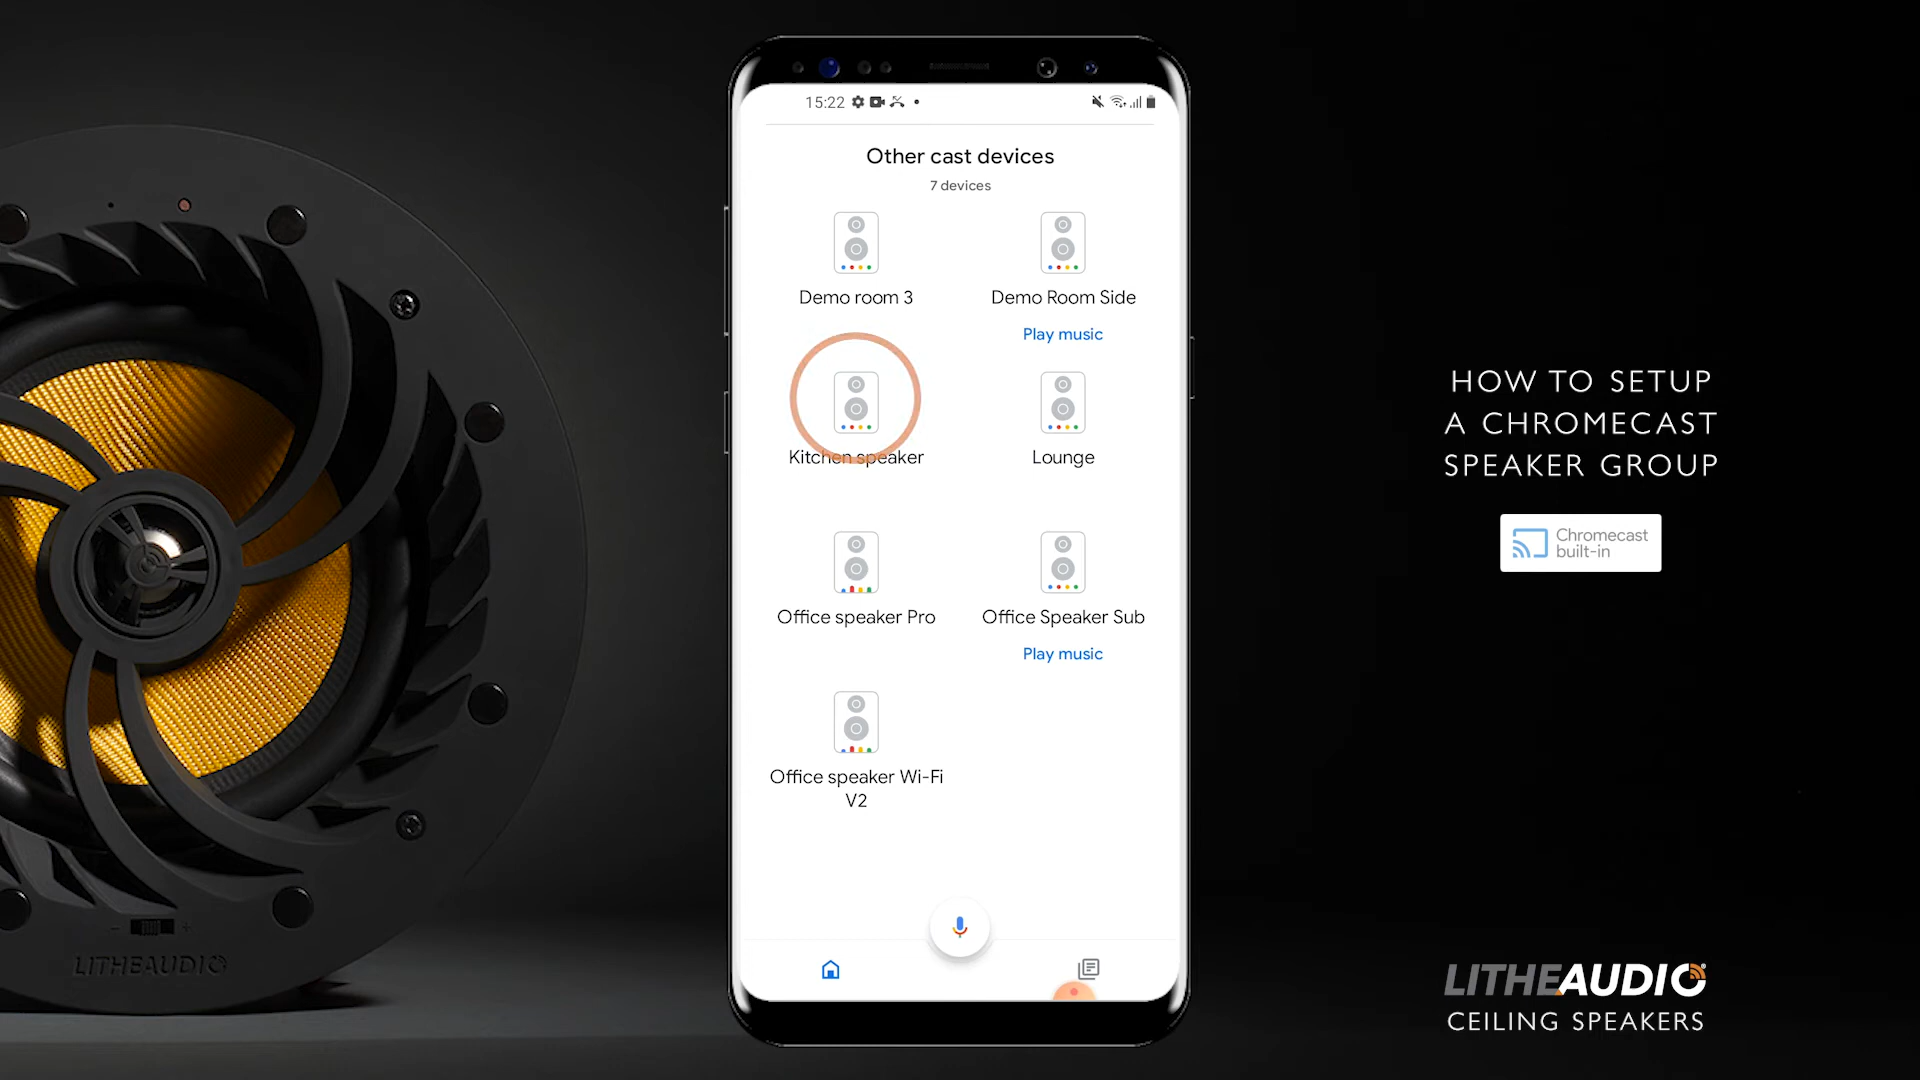 15:22
Other cast devices
7 devices
Demo room 3
Demo Room Side
Play music
Kitchen speaker
Lounge
Office speaker Pro
Office Speaker Sub
Play music
Office speaker Wi-Fi
V2
HOW TO SETUP
A CHROMECAST
SPEAKER GROUP
Chromecast
built-in
LITHEAUDIO
CEILING SPEAKERS
- +
LITHEAUDIO